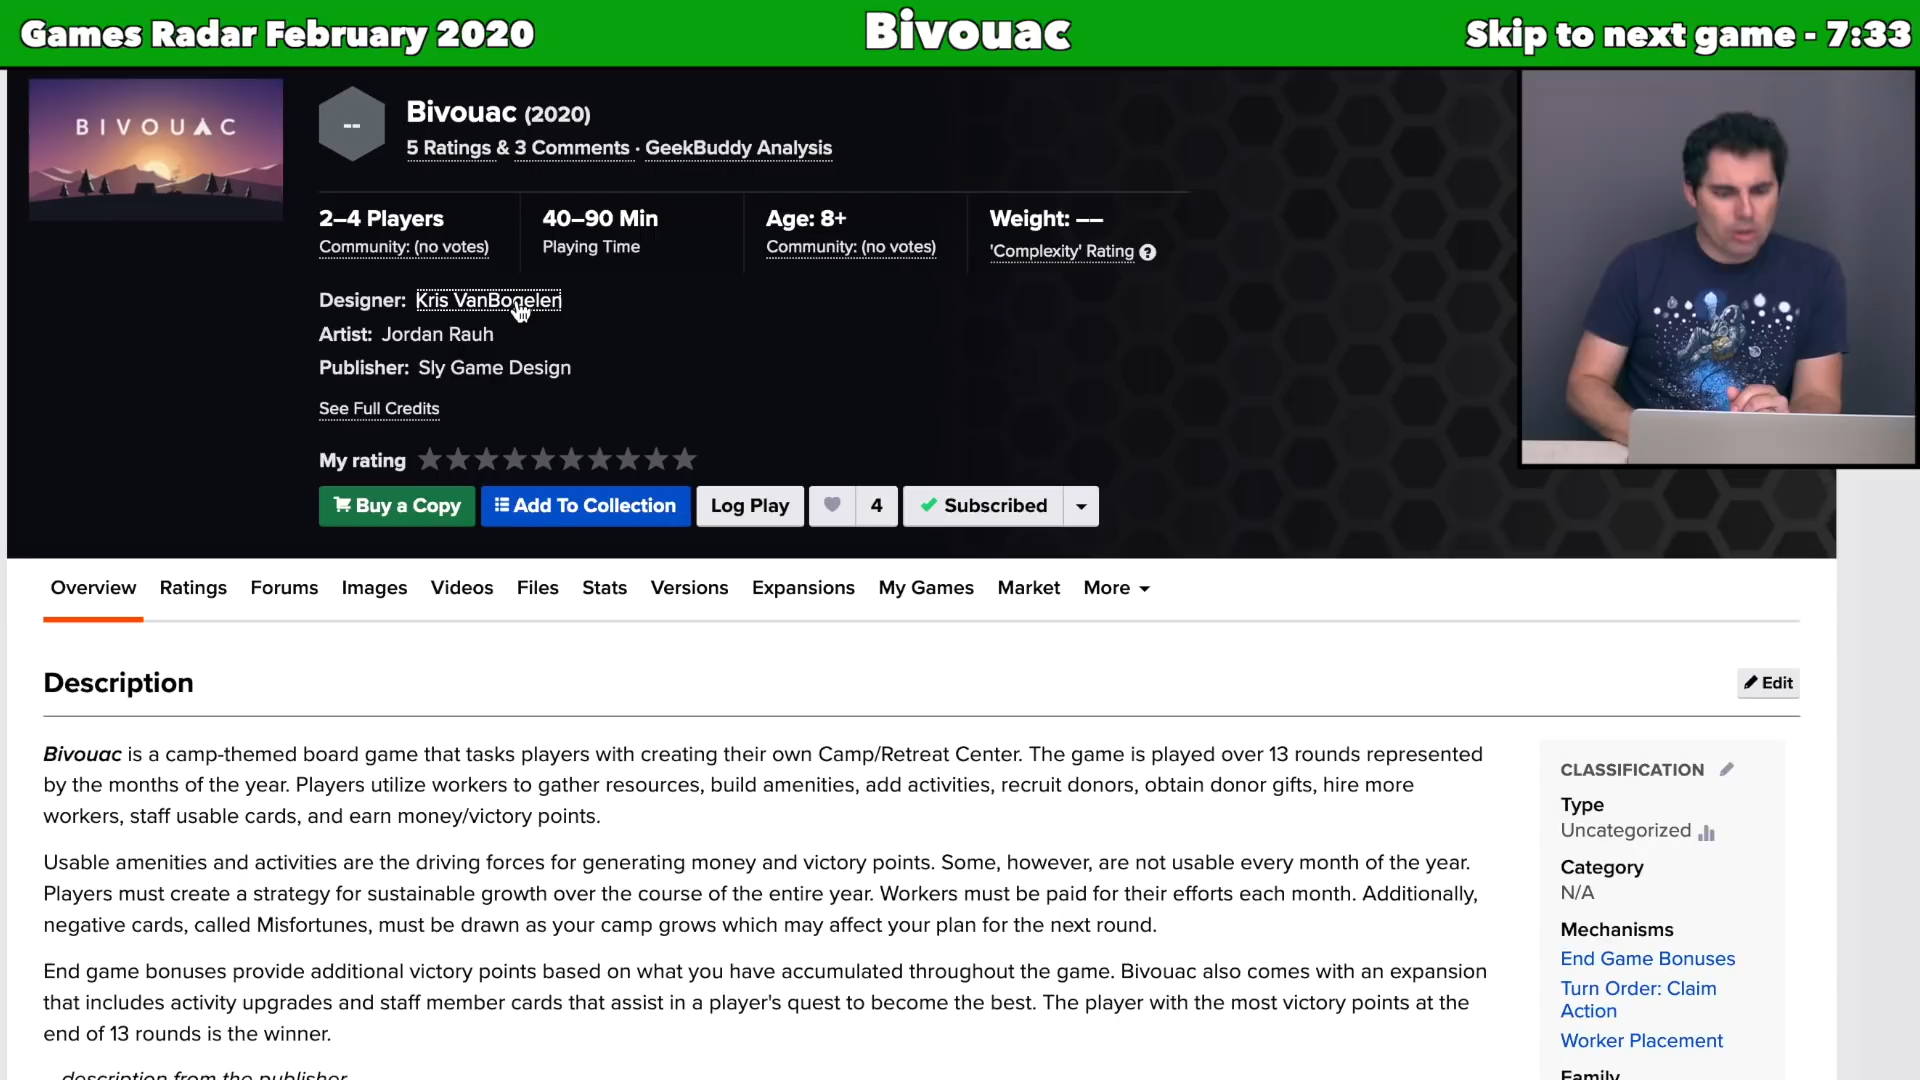 Games Radar February 2020
Bivouac
Skip to next game - 7:33
BIVOUAC
--
Bivouac (2020)
5 Ratings & 3 Comments · GeekBuddy Analysis
2–4 Players
Community: (no votes)
40–90 Min
Playing Time
Age: 8+
Community: (no votes)
Weight: ––
'Complexity' Rating ?
Designer: Kris VanBogelen
Artist: Jordan Rauh
Publisher: Sly Game Design
See Full Credits
My rating
Buy a Copy
Add To Collection
Log Play
4
Subscribed
Overview Ratings Forums Images Videos Files Stats Versions Expansions My Games Market More
Description
Edit
Bivouac is a camp-themed board game that tasks players with creating their own Camp/Retreat Center. The game is played over 13 rounds represented
by the months of the year. Players utilize workers to gather resources, build amenities, add activities, recruit donors, obtain donor gifts, hire more
workers, staff usable cards, and earn money/victory points.
Usable amenities and activities are the driving forces for generating money and victory points. Some, however, are not usable every month of the year.
Players must create a strategy for sustainable growth over the course of the entire year. Workers must be paid for their efforts each month. Additionally,
negative cards, called Misfortunes, must be drawn as your camp grows which may affect your plan for the next round.
End game bonuses provide additional victory points based on what you have accumulated throughout the game. Bivouac also comes with an expansion
that includes activity upgrades and staff member cards that assist in a player's quest to become the best. The player with the most victory points at the
end of 13 rounds is the winner.
description from the publisher
CLASSIFICATION
Type
Uncategorized
Category
N/A
Mechanisms
End Game Bonuses
Turn Order: Claim
Action
Worker Placement
Family